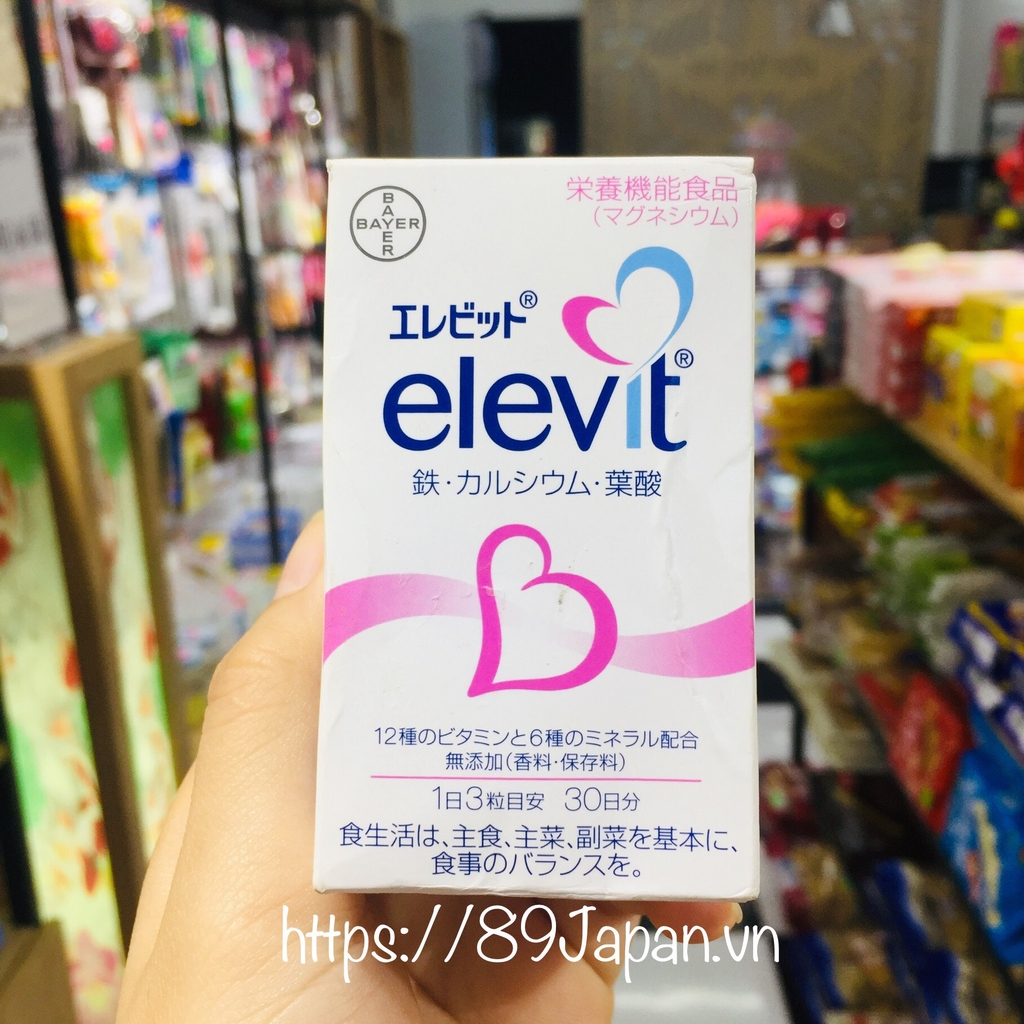 BAYER
BAYER
栄養機能食品
(マグネシウム)
エレビット®
elevit®
鉄・カルシウム・葉酸
12種のビタミンと6種のミネラル配合
無添加(香料・保存料)
1日3粒目安 30日分
食生活は、主食、主菜、副菜を基本に、
食事のバランスを。
https://89Japan.vn